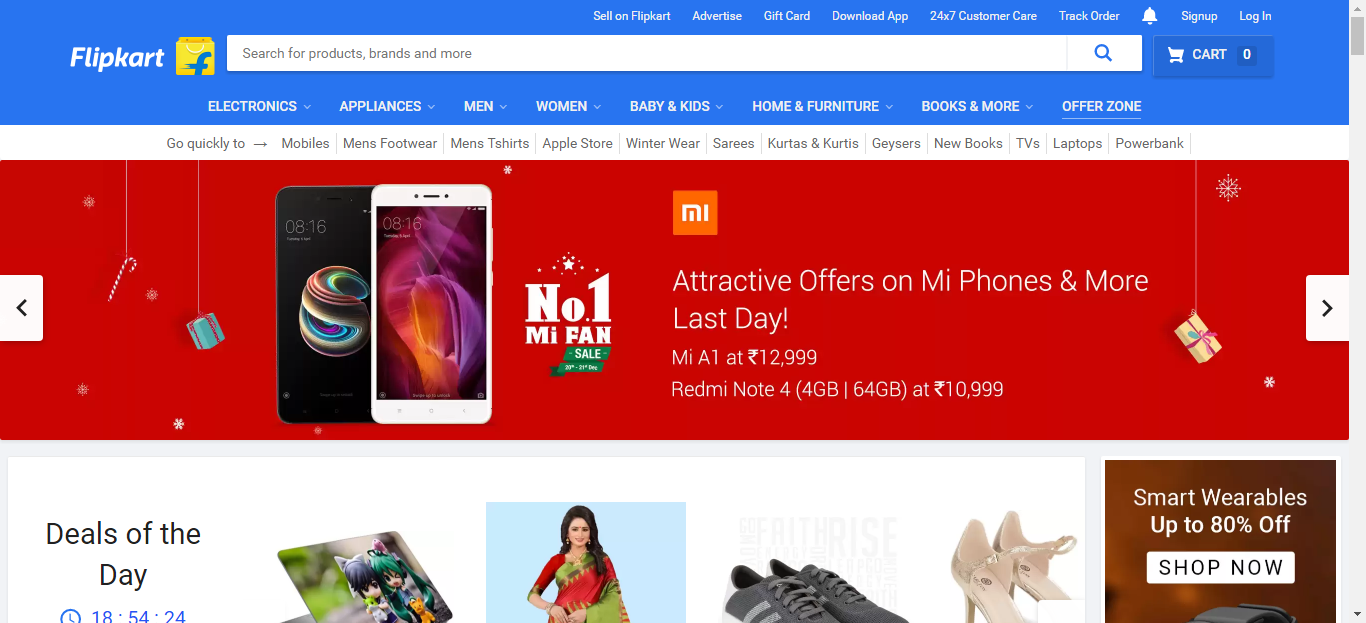 Sell on Flipkart Advertise Gift Card Download App 24x7 Customer Care Track Order Signup Log In
Flipkart Search for products, brands and more CART 0
ELECTRONICS APPLIANCES MEN WOMEN BABY & KIDS HOME & FURNITURE BOOKS & MORE OFFER ZONE
Go quickly to → Mobiles Mens Footwear Mens Tshirts Apple Store Winter Wear Sarees Kurtas & Kurtis Geysers New Books TVs Laptops Powerbank
08:16
08:16
No.1
Mi FAN
SALE
20th - 21st Dec
mi
Attractive Offers on Mi Phones & More
Last Day!
Mi A1 at ₹12,999
Redmi Note 4 (4GB | 64GB) at ₹10,999
Deals of the
Day
18 : 54 : 24
FAITH RISE
Smart Wearables
Up to 80% Off
SHOP NOW